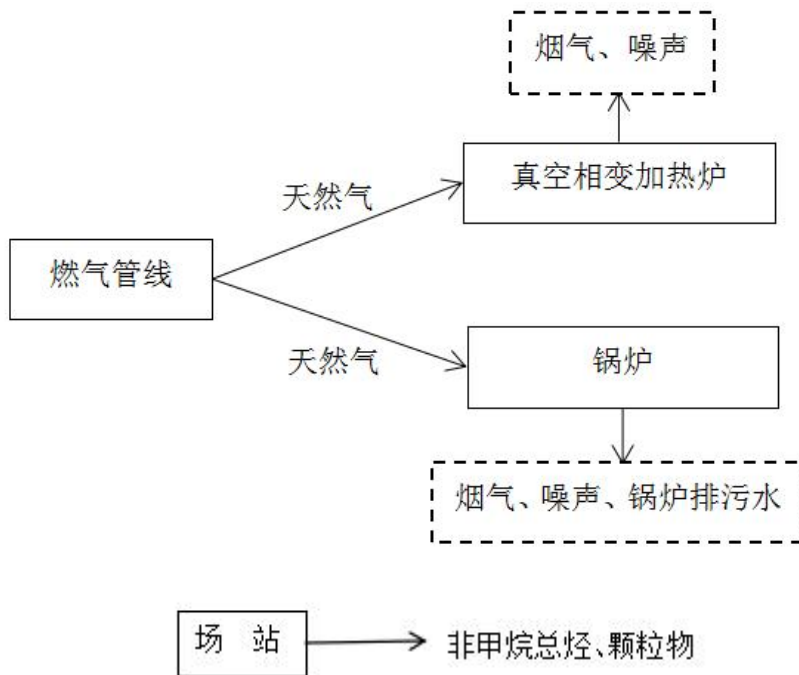 烟气、噪声
真空相变加热炉
天然气
燃气管线
天然气
锅炉
烟气、噪声、锅炉排污水
场 站
非甲烷总烃、颗粒物